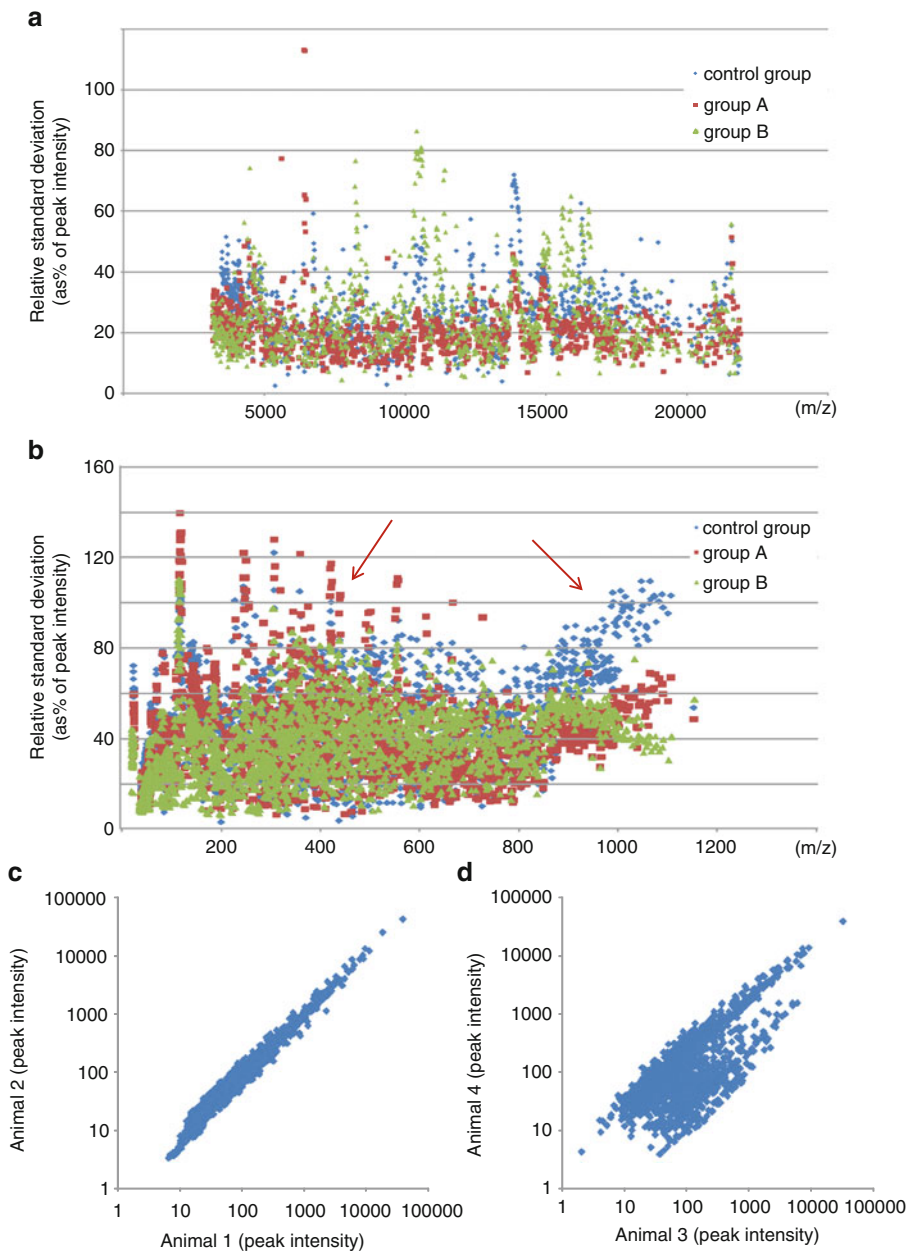 a
Relative standard deviation
(as% of peak intensity)
100
80
60
40
20
0
5000 10000 15000 20000 (m/z)
control group
group A
group B
b
Relative standard deviation
(as% of peak intensity)
160
120
80
40
0
200 400 600 800 1000 1200 (m/z)
control group
group A
group B
c
Animal 2 (peak intensity)
100000
10000
1000
100
10
1
1 10 100 1000 10000 100000
Animal 1 (peak intensity)
d
Animal 4 (peak intensity)
100000
10000
1000
100
10
1
1 10 100 1000 10000 100000
Animal 3 (peak intensity)